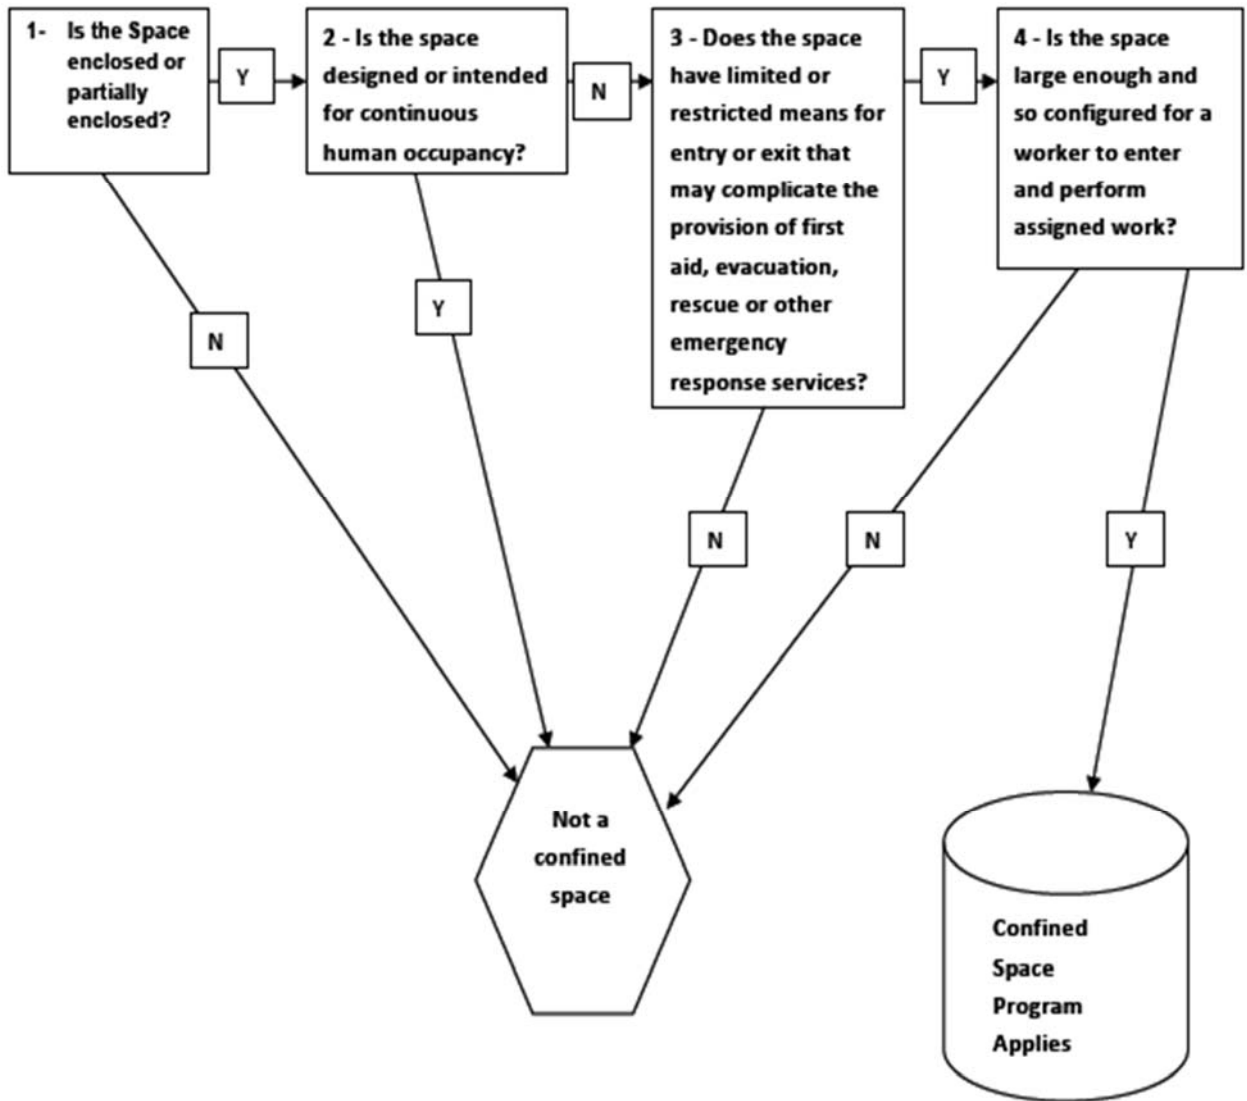 1- Is the Space
enclosed or
partially
enclosed?
Y
2 - Is the space
designed or intended
for continuous
human occupancy?
N
3 - Does the space
have limited or
restricted means for
entry or exit that
may complicate the
provision of first
aid, evacuation,
rescue or other
emergency
response services?
Y
4 - Is the space
large enough and
so configured for a
worker to enter
and perform
assigned work?
N
Y
N
N
Y
Not a
confined
space
Confined
Space
Program
Applies